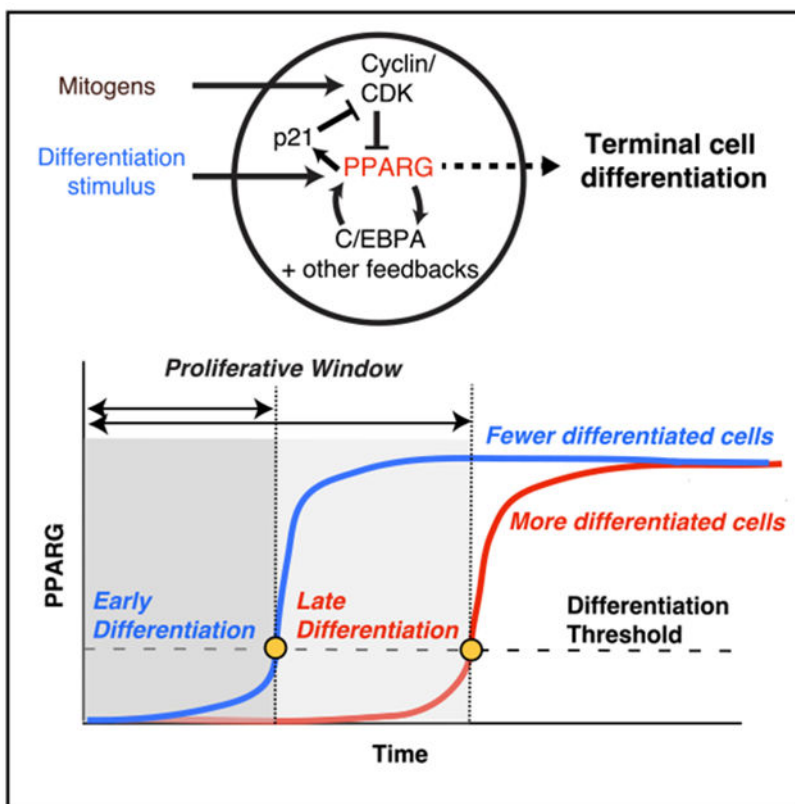 Cyclin/
CDK
Mitogens
p21
Differentiation
stimulus
PPARG
Terminal cell
differentiation
C/EBPA
+ other feedbacks
Proliferative Window
Fewer differentiated cells
More differentiated cells
PPARG
Early
Differentiation
Late
Differentiation
Differentiation
Threshold
Time